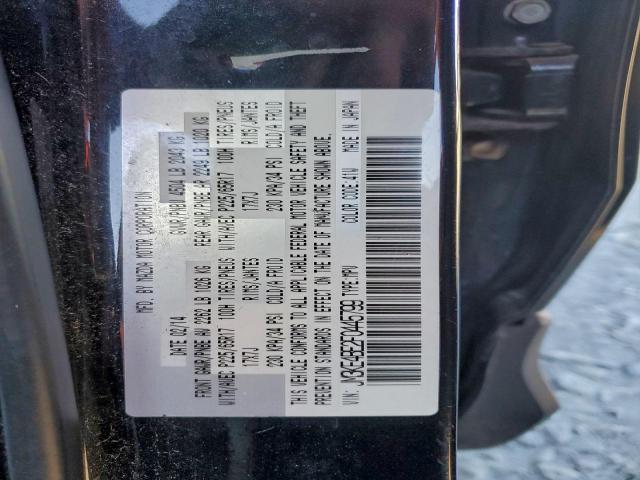 MFD. BY MAZDA MOTOR CORPORATION
DATE 02/14 GVWR/PNBV 4504 LB 2043 KG
FRONT GAWR/PNBE AV 2262 LB 1026 KG REAR GAWR/PNBE AR 2249 LB 1020 KG
WITH/AVEC P225/65R17 100H TIRES/PNEUS WITH/AVEC P225/65R17 100H TIRES/PNEUS
17X7J RIMS/JANTES 17X7J RIMS/JANTES
230 KPA/34 PSI COLD/A FROID 230 KPA/34 PSI COLD/A FROID
THIS VEHICLE CONFORMS TO ALL APPLICABLE FEDERAL MOTOR VEHICLE SAFETY AND THEFT
PREVENTION STANDARDS IN EFFECT ON THE DATE OF MANUFACTURE SHOWN ABOVE.
VIN: TYPE:MPV COLOR CODE:41W MADE IN JAPAN